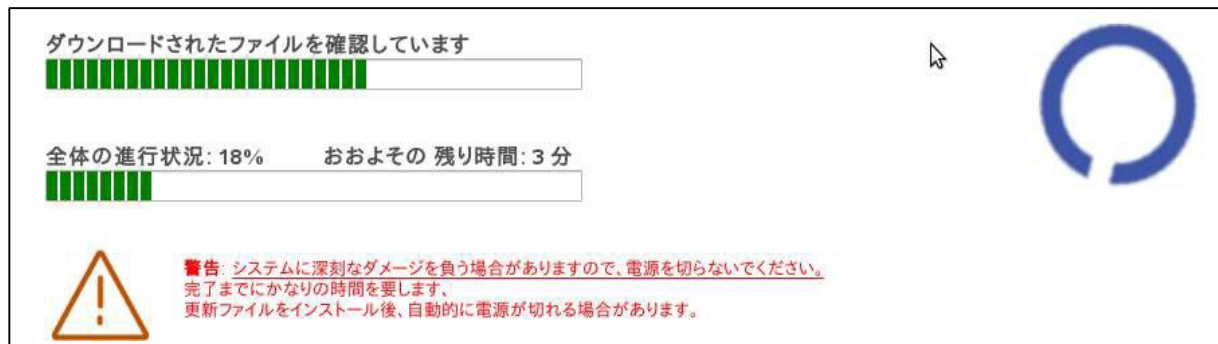 ダウンロードされたファイルを確認しています
全体の進行状況: 18% おおよその 残り時間: 3 分
警告: システムに深刻なダメージを負う場合がありますので、電源を切らないでください。
完了までにかなりの時間を要します、
更新ファイルをインストール後、自動的に電源が切れる場合があります。